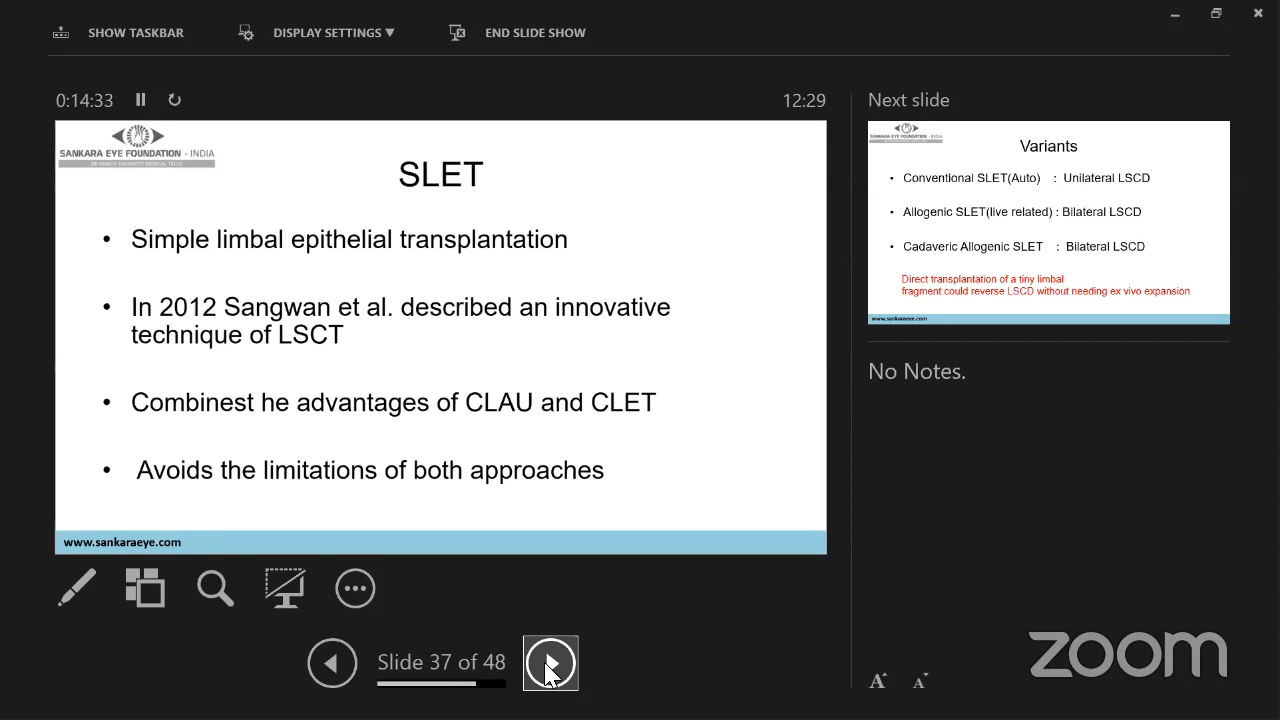 SHOW TASKBAR
DISPLAY SETTINGS ▼
END SLIDE SHOW
0:14:33
12:29
SANKARA EYE FOUNDATION - INDIA
SLET
• Simple limbal epithelial transplantation
• In 2012 Sangwan et al. described an innovative
technique of LSCT
• Combinest he advantages of CLAU and CLET
• Avoids the limitations of both approaches
www.sankaraeye.com
Slide 37 of 48
Next slide
SANKARA EYE FOUNDATION - INDIA
Variants
• Conventional SLET(Auto) : Unilateral LSCD
• Allogenic SLET(live related) : Bilateral LSCD
• Cadaveric Allogenic SLET : Bilateral LSCD
Direct transplantation of a tiny limbal
fragment could reverse LSCD without needing ex vivo expansion
www.sankaraeye.com
No Notes.
A A
zoom